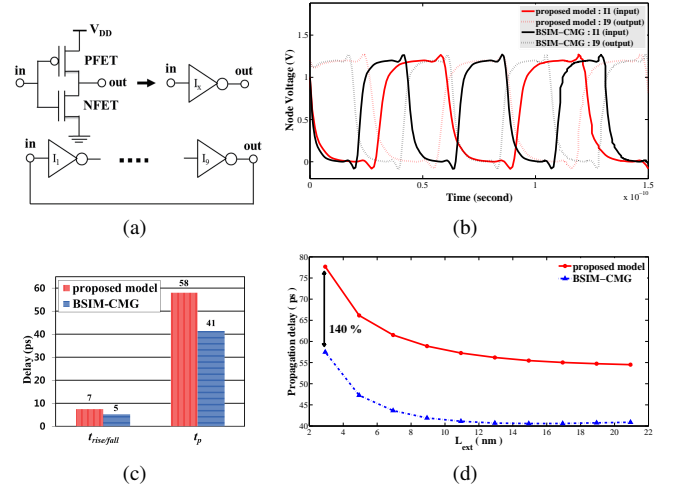 (a)
V_DD
PFET
in
out
NFET
in
out
I_x
in
out
I_1
I_9
(b)
proposed model : I1 (input)
proposed model : I9 (output)
BSIM−CMG : I1 (input)
BSIM−CMG : I9 (output)
Node Voltage (V)
1.5
1
0.5
0
0
0.5
1
1.5
Time (second)
x 10^−10
(a)
(b)
(c)
proposed model
BSIM-CMG
Delay (ps)
60
50
40
30
20
10
0
7
5
58
41
t_rise/fall
t_p
(d)
proposed model
BSIM−CMG
Propagation delay ( ps )
80
75
70
65
60
55
50
45
40
140 %
2
4
6
8
10
12
14
16
18
20
22
L_ext ( nm )
(c)
(d)